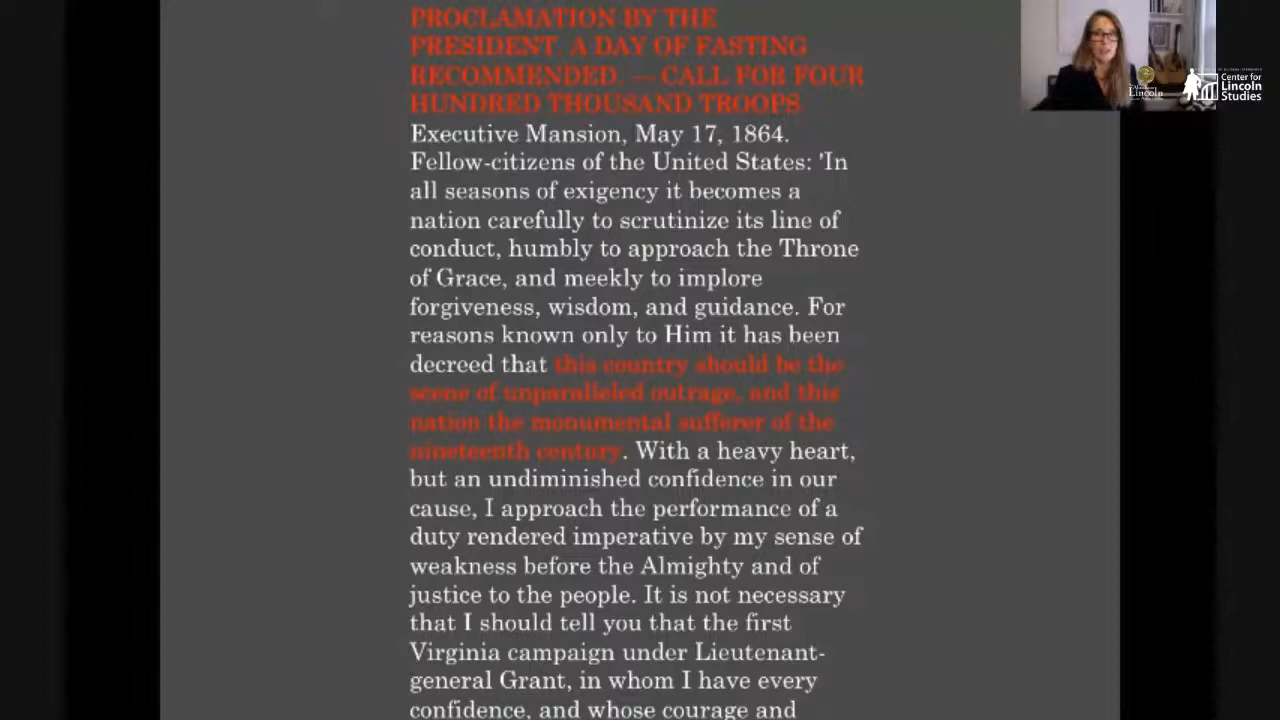 PROCLAMATION BY THE
PRESIDENT. A DAY OF FASTING
RECOMMENDED. — CALL FOR FOUR
HUNDRED THOUSAND TROOPS
Executive Mansion, May 17, 1864.
Fellow-citizens of the United States: 'In
all seasons of exigency it becomes a
nation carefully to scrutinize its line of
conduct, humbly to approach the Throne
of Grace, and meekly to implore
forgiveness, wisdom, and guidance. For
reasons known only to Him it has been
decreed that this country should be the
scene of unparalleled outrage, and this
nation the monumental sufferer of the
nineteenth century. With a heavy heart,
but an undiminished confidence in our
cause, I approach the performance of a
duty rendered imperative by my sense of
weakness before the Almighty and of
justice to the people. It is not necessary
that I should tell you that the first
Virginia campaign under Lieutenant-
general Grant, in whom I have every
confidence, and whose courage and
Lincoln
Center for
Lincoln
Studies